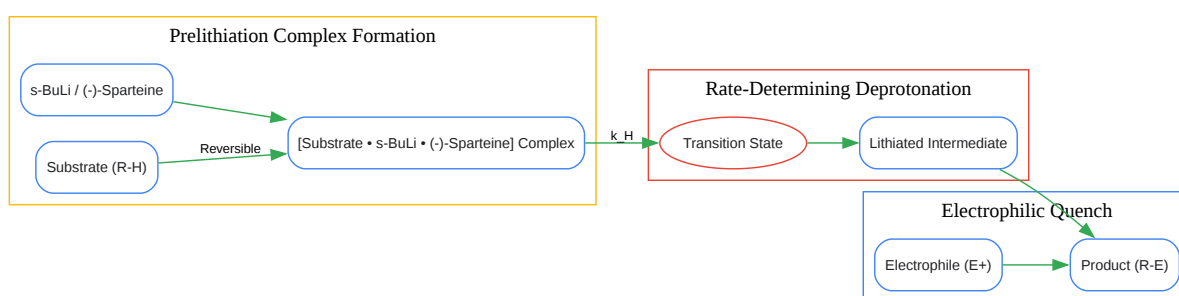 Prelithiation Complex Formation
s-BuLi / (-)-Sparteine
Substrate (R-H)
Reversible
[Substrate • s-BuLi • (-)-Sparteine] Complex
k_H
Rate-Determining Deprotonation
Transition State
Lithiated Intermediate
Electrophilic Quench
Electrophile (E+)
Product (R-E)